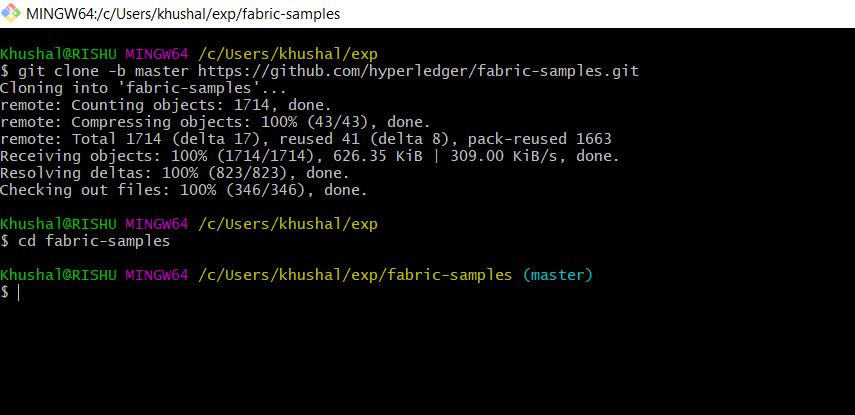 MINGW64:/c/Users/khushal/exp/fabric-samples
Khushal@RISHU MINGW64 /c/Users/khushal/exp
$ git clone -b master https://github.com/hyperledger/fabric-samples.git
Cloning into 'fabric-samples'...
remote: Counting objects: 1714, done.
remote: Compressing objects: 100% (43/43), done.
remote: Total 1714 (delta 17), reused 41 (delta 8), pack-reused 1663
Receiving objects: 100% (1714/1714), 626.35 KiB | 309.00 KiB/s, done.
Resolving deltas: 100% (823/823), done.
Checking out files: 100% (346/346), done.
Khushal@RISHU MINGW64 /c/Users/khushal/exp
$ cd fabric-samples
Khushal@RISHU MINGW64 /c/Users/khushal/exp/fabric-samples (master)
$